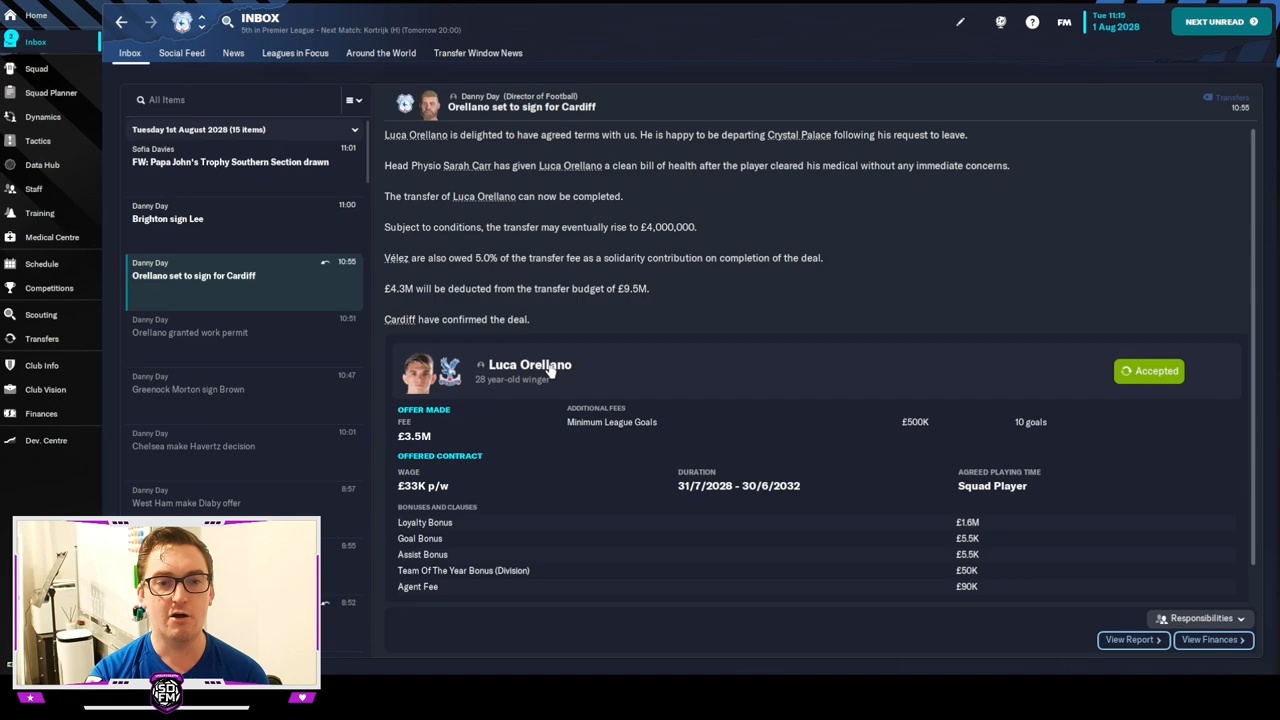 Home
INBOX
5th in Premier League - Next Match: Kortrijk (H) (Tomorrow 20:00)
FM
Tue 11:15
1 Aug 2028
NEXT UNREAD
2
Inbox
Squad
Squad Planner
Dynamics
Tactics
Data Hub
Staff
Training
Medical Centre
Schedule
Competitions
Scouting
Transfers
Club Info
Club Vision
Finances
Dev. Centre
Inbox
Social Feed
News
Leagues in Focus
Around the World
Transfer Window News
All Items
Tuesday 1st August 2028 (15 items)
Sofia Davies
11:01
FW: Papa John's Trophy Southern Section drawn
Danny Day
11:00
Brighton sign Lee
Danny Day
10:55
Orellano set to sign for Cardiff
Danny Day
10:51
Orellano granted work permit
Danny Day
10:47
Greenock Morton sign Brown
Danny Day
10:01
Chelsea make Havertz decision
Danny Day
8:57
West Ham make Diaby offer
8:55
8:52
Danny Day (Director of Football)
Orellano set to sign for Cardiff
Transfers
10:55
Luca Orellano is delighted to have agreed terms with us. He is happy to be departing Crystal Palace following his request to leave.
Head Physio Sarah Carr has given Luca Orellano a clean bill of health after the player cleared his medical without any immediate concerns.
The transfer of Luca Orellano can now be completed.
Subject to conditions, the transfer may eventually rise to £4,000,000.
Vélez are also owed 5.0% of the transfer fee as a solidarity contribution on completion of the deal.
£4.3M will be deducted from the transfer budget of £9.5M.
Cardiff have confirmed the deal.
Luca Orellano
28 year-old winger
Accepted
OFFER MADE
FEE
£3.5M
ADDITIONAL FEES
Minimum League Goals
£500K
10 goals
OFFERED CONTRACT
WAGE
£33K p/w
DURATION
31/7/2028 - 30/6/2032
AGREED PLAYING TIME
Squad Player
BONUSES AND CLAUSES
Loyalty Bonus
£1.6M
Goal Bonus
£5.5K
Assist Bonus
£5.5K
Team Of The Year Bonus (Division)
£50K
Agent Fee
£90K
Responsibilities
View Report
View Finances
SD
FM